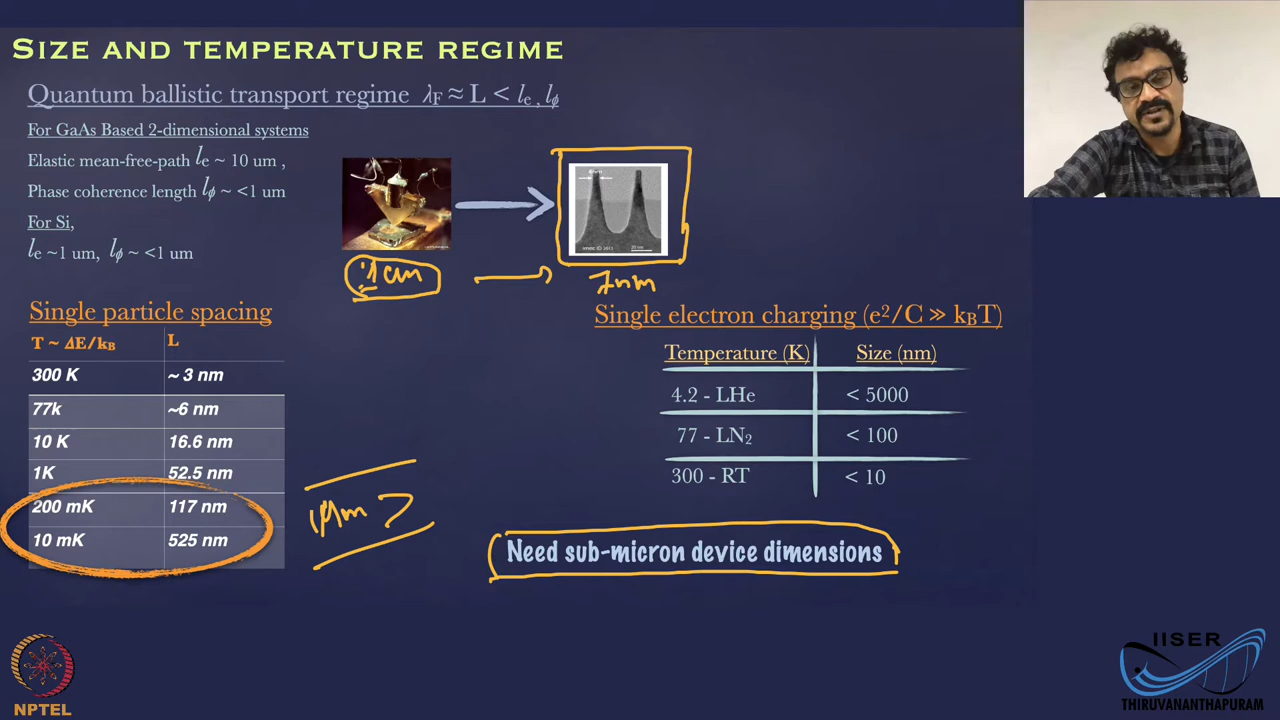 SIZE AND TEMPERATURE REGIME
Quantum ballistic transport regime λF ≈ L < le , lφ
For GaAs Based 2-dimensional systems
Elastic mean-free-path le ~ 10 um ,
Phase coherence length lφ ~ <1 um
For Si,
le ~1 um, lφ ~ <1 um
1 cm
7nm
imec © 2011
Single particle spacing
T ~ ΔE/kB L
300 K ~ 3 nm
77k ~6 nm
10 K 16.6 nm
1K 52.5 nm
200 mK 117 nm
10 mK 525 nm
1μm
Single electron charging (e²/C ≫ kBT)
Temperature (K) Size (nm)
4.2 - LHe < 5000
77 - LN₂ < 100
300 - RT < 10
Need sub-micron device dimensions
NPTEL
IISER
THIRUVANANTHAPURAM